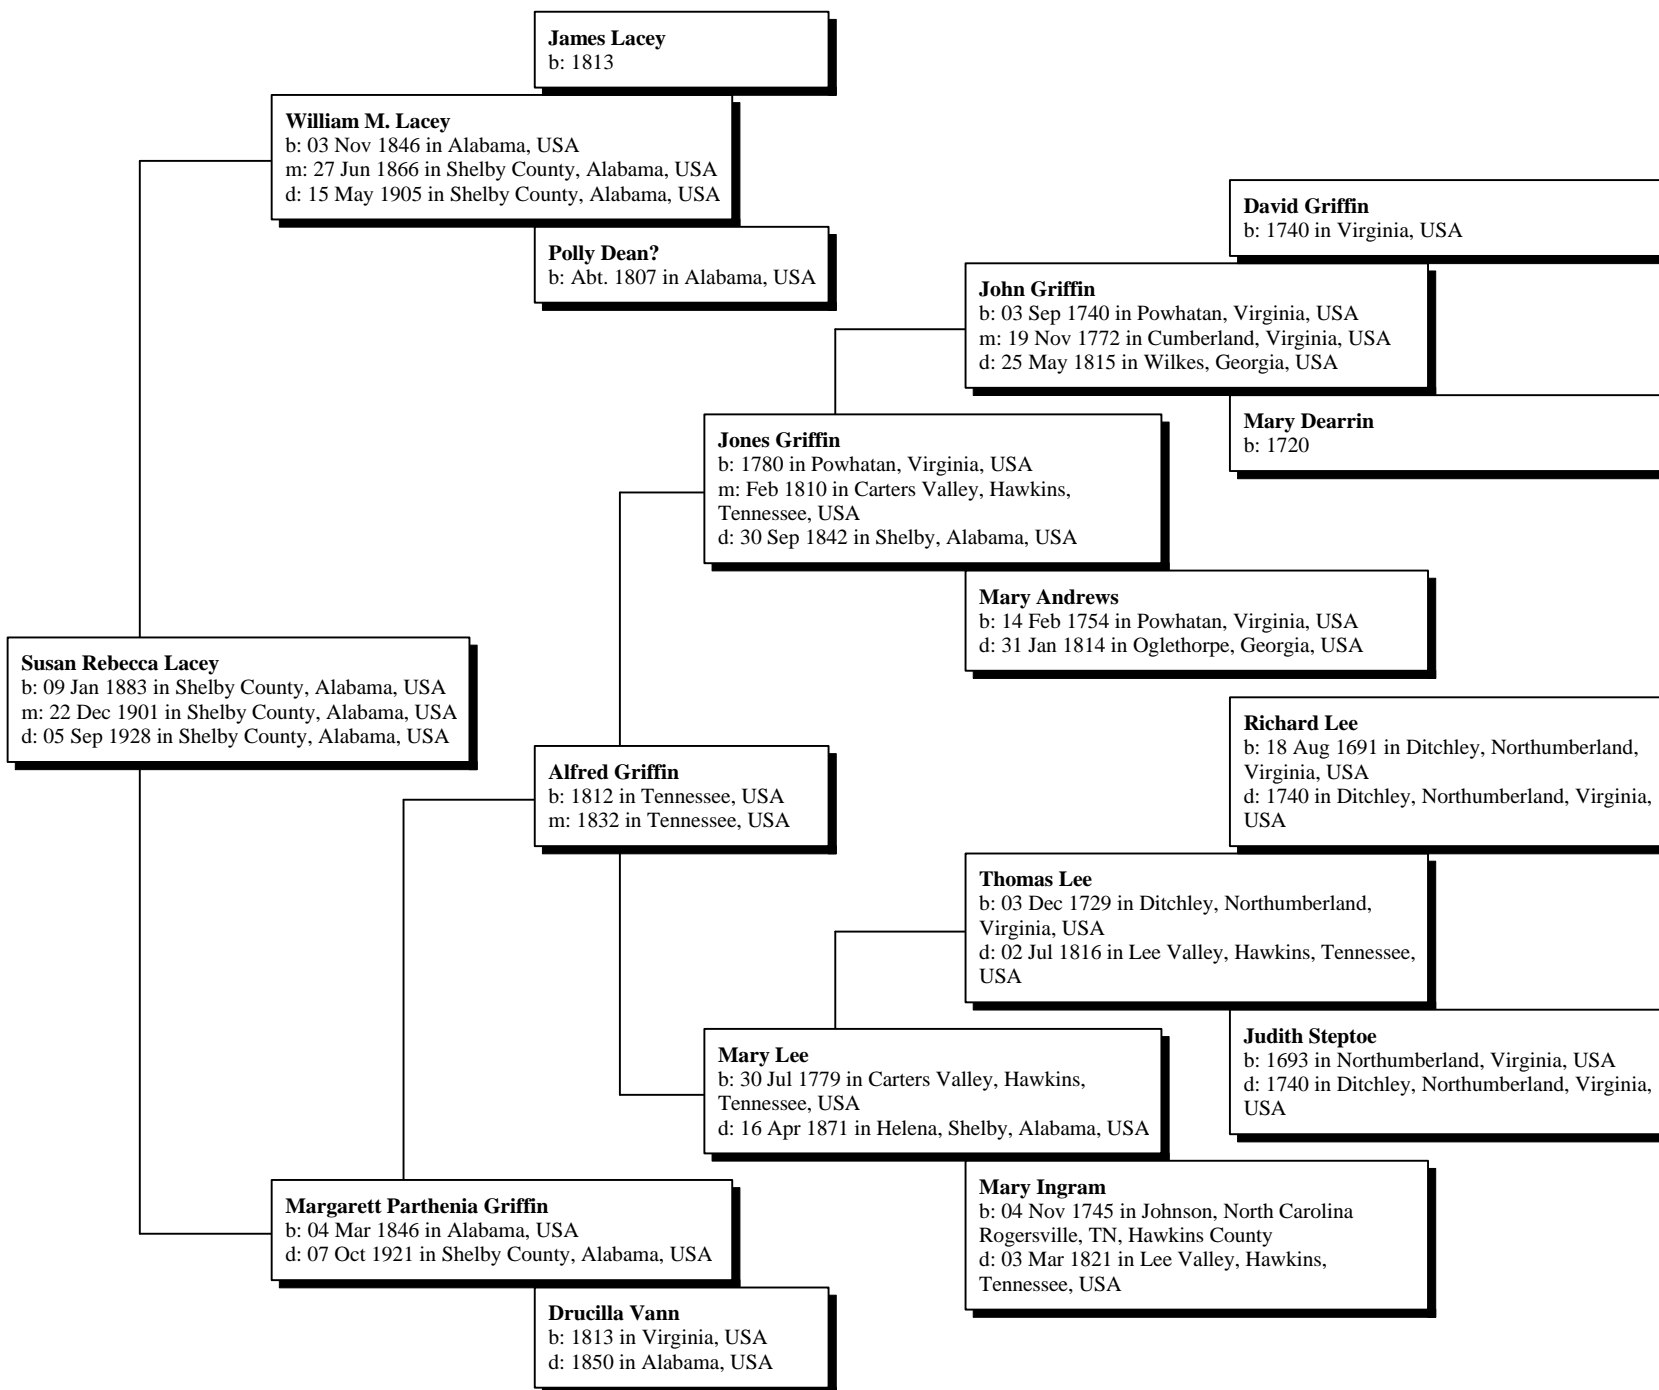 James Lacey
b: 1813
William M. Lacey
b: 03 Nov 1846 in Alabama, USA
m: 27 Jun 1866 in Shelby County, Alabama, USA
d: 15 May 1905 in Shelby County, Alabama, USA
Polly Dean?
b: Abt. 1807 in Alabama, USA
David Griffin
b: 1740 in Virginia, USA
John Griffin
b: 03 Sep 1740 in Powhatan, Virginia, USA
m: 19 Nov 1772 in Cumberland, Virginia, USA
d: 25 May 1815 in Wilkes, Georgia, USA
Mary Dearrin
b: 1720
Jones Griffin
b: 1780 in Powhatan, Virginia, USA
m: Feb 1810 in Carters Valley, Hawkins,
Tennessee, USA
d: 30 Sep 1842 in Shelby, Alabama, USA
Mary Andrews
b: 14 Feb 1754 in Powhatan, Virginia, USA
d: 31 Jan 1814 in Oglethorpe, Georgia, USA
Susan Rebecca Lacey
b: 09 Jan 1883 in Shelby County, Alabama, USA
m: 22 Dec 1901 in Shelby County, Alabama, USA
d: 05 Sep 1928 in Shelby County, Alabama, USA
Alfred Griffin
b: 1812 in Tennessee, USA
m: 1832 in Tennessee, USA
Richard Lee
b: 18 Aug 1691 in Ditchley, Northumberland,
Virginia, USA
d: 1740 in Ditchley, Northumberland, Virginia,
USA
Thomas Lee
b: 03 Dec 1729 in Ditchley, Northumberland,
Virginia, USA
d: 02 Jul 1816 in Lee Valley, Hawkins, Tennessee,
USA
Judith Steptoe
b: 1693 in Northumberland, Virginia, USA
d: 1740 in Ditchley, Northumberland, Virginia,
USA
Mary Lee
b: 30 Jul 1779 in Carters Valley, Hawkins,
Tennessee, USA
d: 16 Apr 1871 in Helena, Shelby, Alabama, USA
Mary Ingram
b: 04 Nov 1745 in Johnson, North Carolina
Rogersville, TN, Hawkins County
d: 03 Mar 1821 in Lee Valley, Hawkins,
Tennessee, USA
Margarett Parthenia Griffin
b: 04 Mar 1846 in Alabama, USA
d: 07 Oct 1921 in Shelby County, Alabama, USA
Drucilla Vann
b: 1813 in Virginia, USA
d: 1850 in Alabama, USA